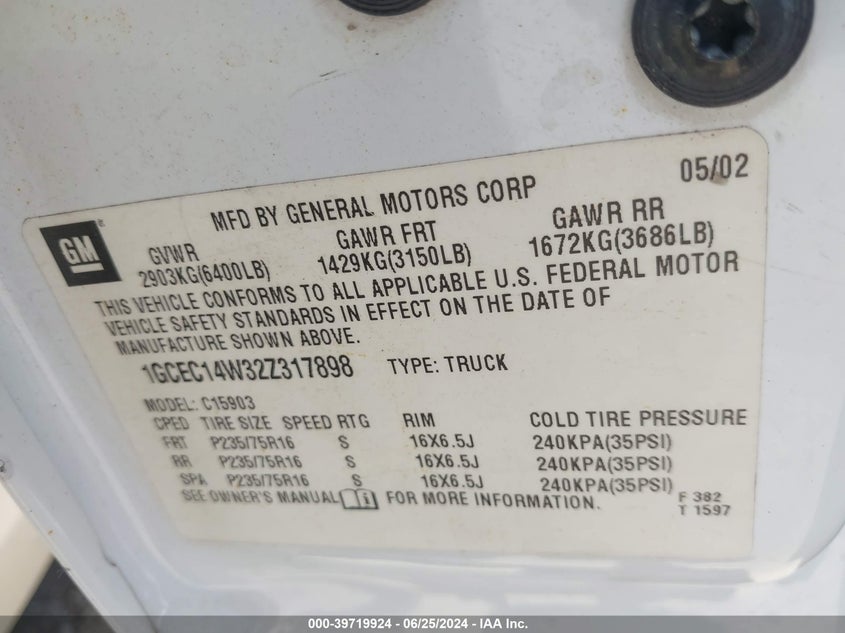 05/02
MFD BY GENERAL MOTORS CORP
GM
GVWR GAWR FRT GAWR RR
2903KG(6400LB) 1429KG(3150LB) 1672KG(3686LB)
THIS VEHICLE CONFORMS TO ALL APPLICABLE U.S. FEDERAL MOTOR
VEHICLE SAFETY STANDARDS IN EFFECT ON THE DATE OF
MANUFACTURE SHOWN ABOVE.
1GCEC14W32Z317898 TYPE: TRUCK
MODEL: C15903
CPED TIRE SIZE SPEED RTG RIM COLD TIRE PRESSURE
FRT P235/75R16 S 16X6.5J 240KPA(35PSI)
RR P235/75R16 S 16X6.5J 240KPA(35PSI)
SPA P235/75R16 S 16X6.5J 240KPA(35PSI)
SEE OWNER'S MANUAL FOR MORE INFORMATION.
F 382
T 1597
000-39719924 - 06/25/2024 - IAA Inc.